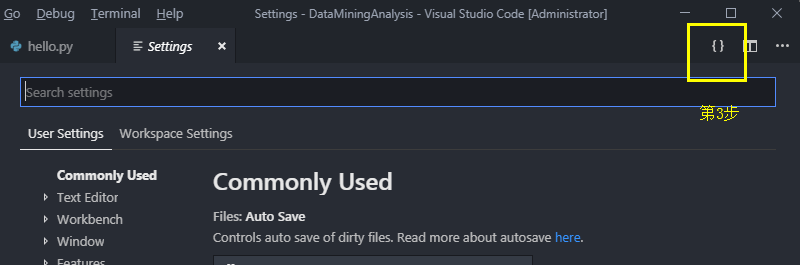 Go Debug Terminal Help Settings - DataMiningAnalysis - Visual Studio Code [Administrator]
hello.py Settings × { } ···
第3步
Search settings
User Settings Workspace Settings
Commonly Used
Text Editor
Workbench
Window
Features
Commonly Used
Files: Auto Save
Controls auto save of dirty files. Read more about autosave here.